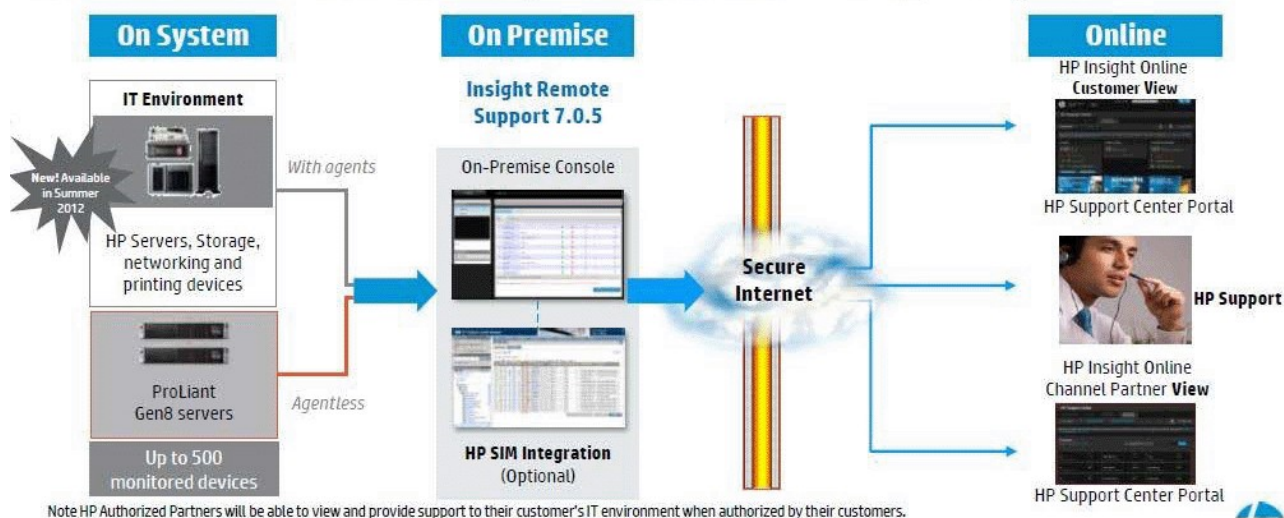 On System
IT Environment
New! Available
in Summer
2012
HP Servers, Storage,
networking and
printing devices
ProLiant
Gen8 servers
Up to 500
monitored devices
With agents
Agentless
On Premise
Insight Remote
Support 7.0.5
On-Premise Console
HP SIM Integration
(Optional)
Secure
Internet
Online
HP Insight Online
Customer View
HP Support Center Portal
HP Support
HP Insight Online
Channel Partner View
HP Support Center Portal
Note HP Authorized Partners will be able to view and provide support to their customer's IT environment when authorized by their customers.